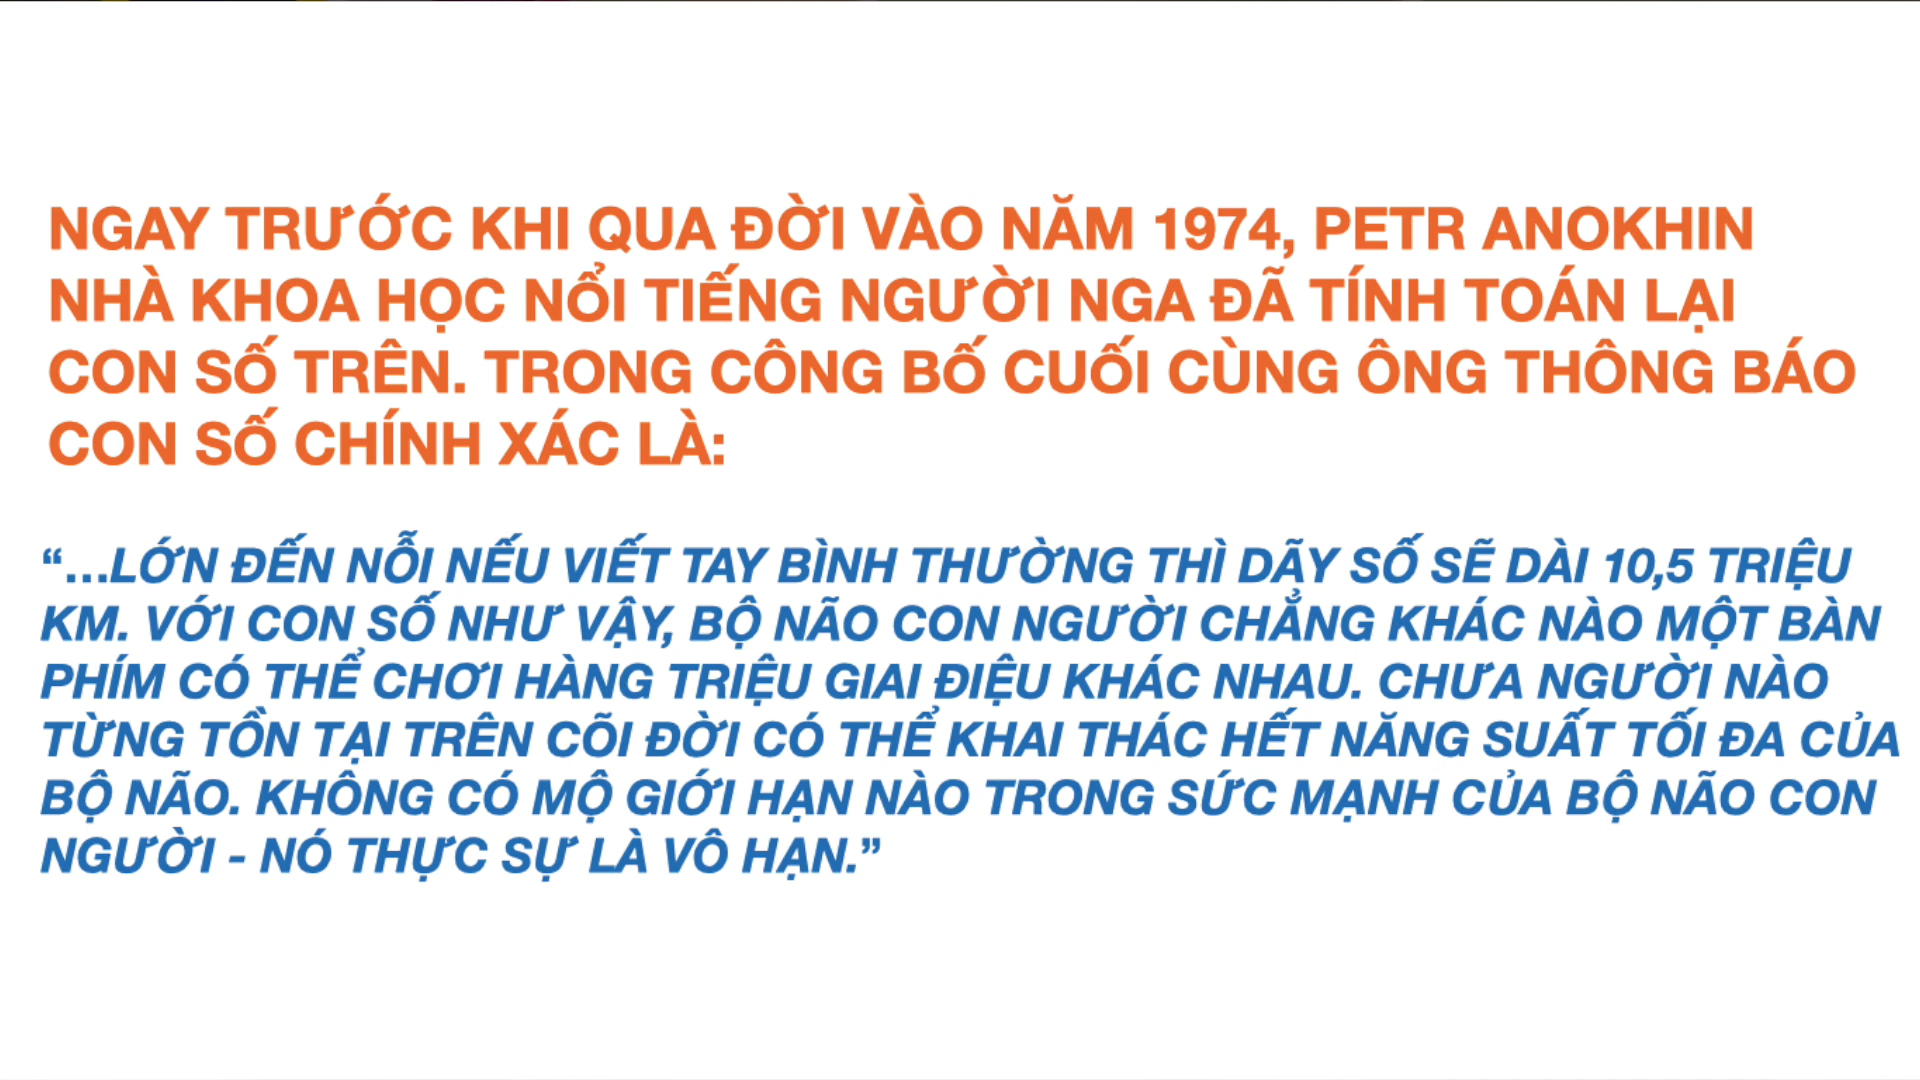 NGAY TRƯỚC KHI QUA ĐỜI VÀO NĂM 1974, PETR ANOKHIN
NHÀ KHOA HỌC NỔI TIẾNG NGƯỜI NGA ĐÃ TÍNH TOÁN LẠI
CON SỐ TRÊN. TRONG CÔNG BỐ CUỐI CÙNG ÔNG THÔNG BÁO
CON SỐ CHÍNH XÁC LÀ:
“...LỚN ĐẾN NỖI NẾU VIẾT TAY BÌNH THƯỜNG THÌ DÃY SỐ SẼ DÀI 10,5 TRIỆU
KM. VỚI CON SỐ NHƯ VẬY, BỘ NÃO CON NGƯỜI CHẲNG KHÁC NÀO MỘT BÀN
PHÍM CÓ THỂ CHƠI HÀNG TRIỆU GIAI ĐIỆU KHÁC NHAU. CHƯA NGƯỜI NÀO
TỪNG TỒN TẠI TRÊN CÕI ĐỜI CÓ THỂ KHAI THÁC HẾT NĂNG SUẤT TỐI ĐA CỦA
BỘ NÃO. KHÔNG CÓ MỘ GIỚI HẠN NÀO TRONG SỨC MẠNH CỦA BỘ NÃO CON
NGƯỜI - NÓ THỰC SỰ LÀ VÔ HẠN.”